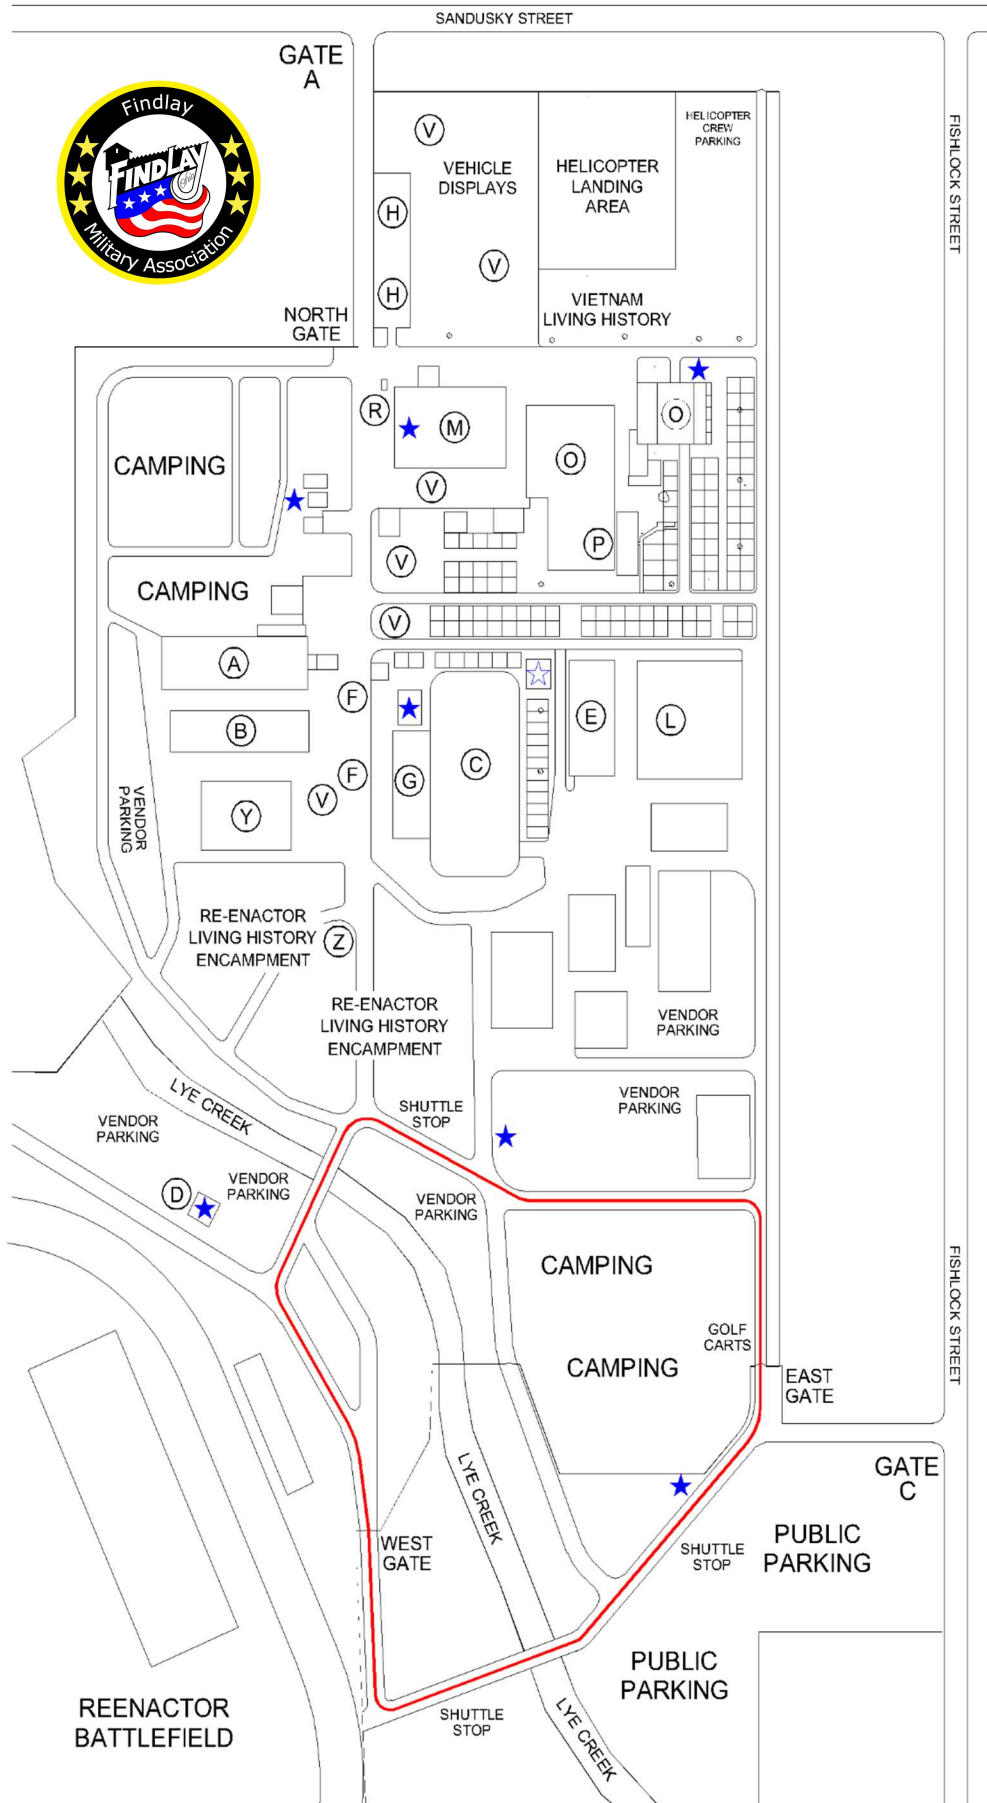 SANDUSKY STREET
GATE
A
Findlay
FINDLAY
Military Association
FISHLOCK STREET
HELICOPTER
CREW
PARKING
V
VEHICLE
DISPLAYS
HELICOPTER
LANDING
AREA
H
V
H
VIETNAM
LIVING HISTORY
NORTH
GATE
R
M
O
O
CAMPING
V
P
V
CAMPING
V
A
F
B
E
L
G
C
F
V
Y
VENDOR
PARKING
RE-ENACTOR
LIVING HISTORY
ENCAMPMENT
Z
RE-ENACTOR
LIVING HISTORY
ENCAMPMENT
VENDOR
PARKING
LYE CREEK
SHUTTLE
STOP
VENDOR
PARKING
VENDOR
PARKING
VENDOR
PARKING
D
VENDOR
PARKING
CAMPING
FISHLOCK STREET
GOLF
CARTS
CAMPING
EAST
GATE
LYE CREEK
GATE
C
WEST
GATE
SHUTTLE
STOP
PUBLIC
PARKING
PUBLIC
PARKING
REENACTOR
BATTLEFIELD
SHUTTLE
STOP
LYE CREEK